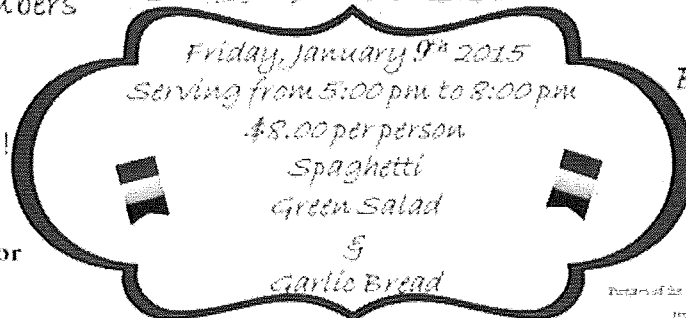 Friday, January 9th 2015
Serving from 5:00 pm to 8:00 pm
$8.00 per person
!
Spaghetti
Green Salad
&
or
Garlic Bread